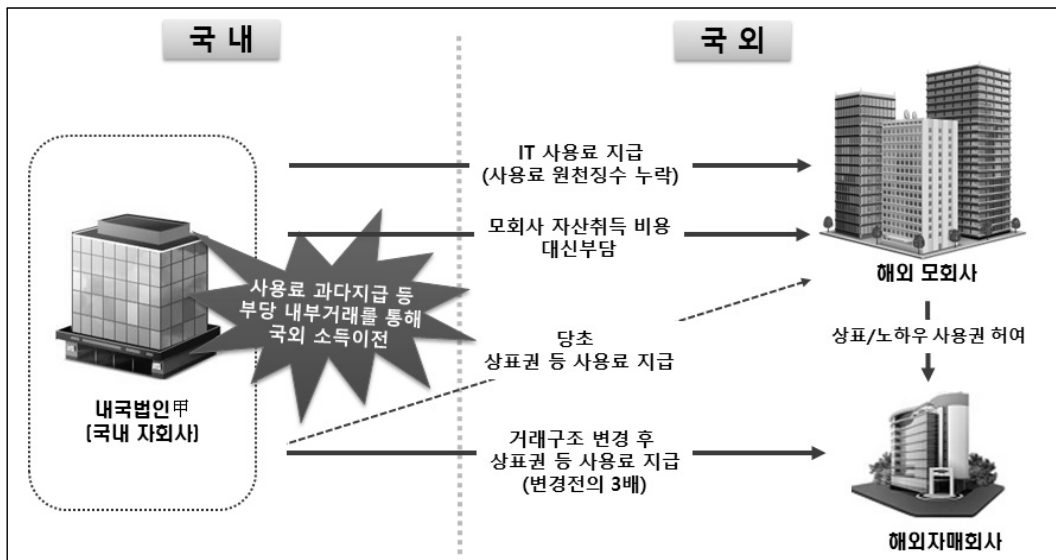 국 내
국 외
IT 사용료 지급
(사용료 원천징수 누락)
모회사 자산취득 비용
대신부담
해외 모회사
사용료 과다지급 등
부당 내부거래를 통해
국외 소득이전
당초
상표권 등 사용료 지급
상표/노하우 사용권 허여
내국법인甲
(국내 자회사)
거래구조 변경 후
상표권 등 사용료 지급
(변경전의 3배)
해외자매회사